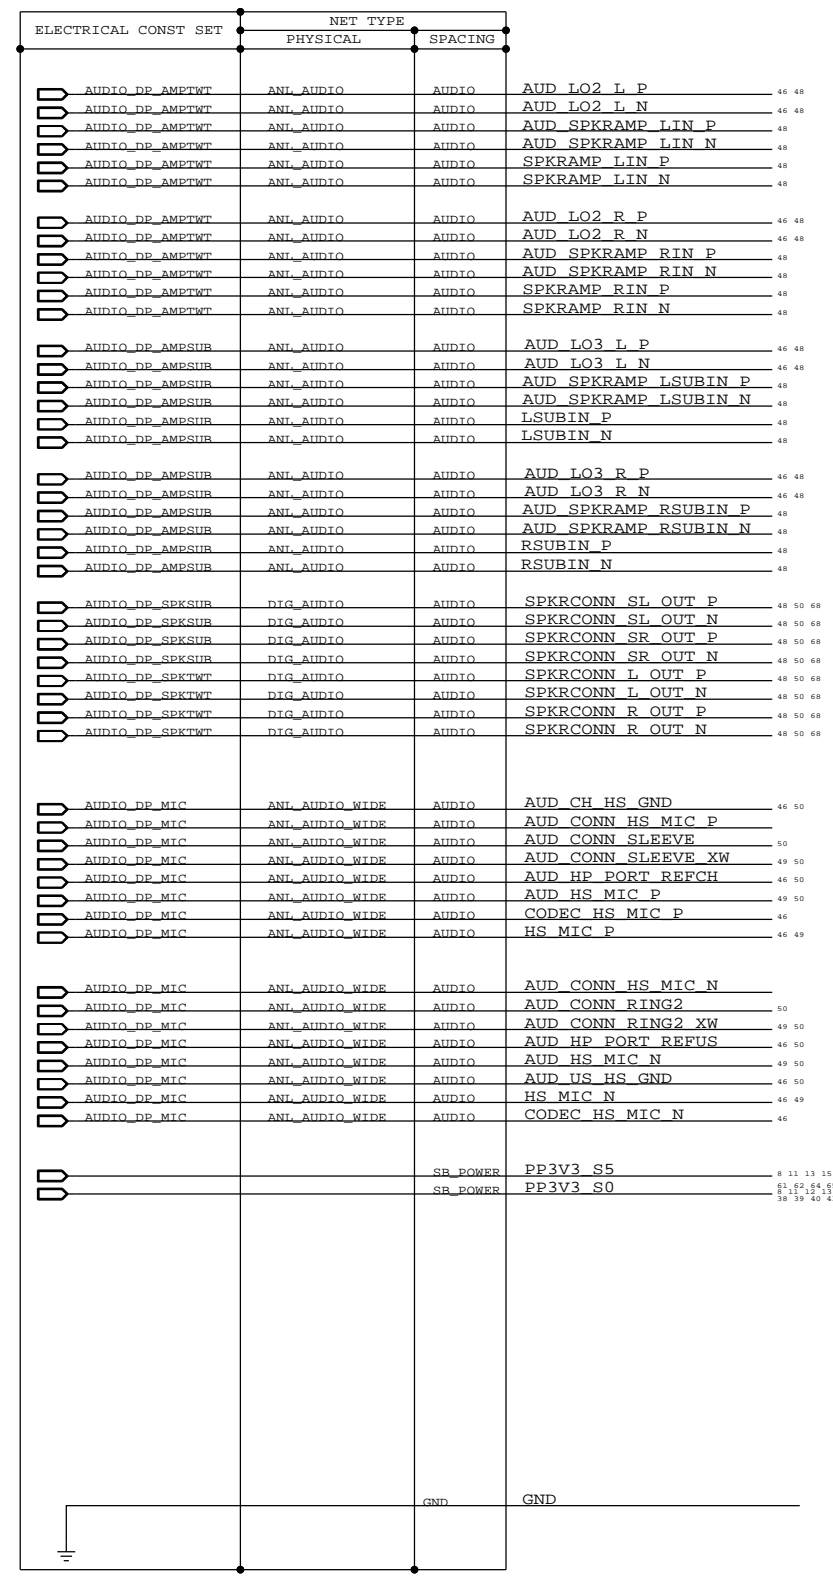 NET TYPE
ELECTRICAL CONST SET
PHYSICAL SPACING
AUDIO_DP_AMPTWT ANL_AUDIO AUDIO AUD_LO2_L_P 46 48
AUDIO_DP_AMPTWT ANL_AUDIO AUDIO AUD_LO2_L_N 46 48
AUDIO_DP_AMPTWT ANL_AUDIO AUDIO AUD_SPKRAMP_LIN_P 48
AUDIO_DP_AMPTWT ANL_AUDIO AUDIO AUD_SPKRAMP_LIN_N 48
AUDIO_DP_AMPTWT ANL_AUDIO AUDIO SPKRAMP_LIN_P 48
AUDIO_DP_AMPTWT ANL_AUDIO AUDIO SPKRAMP_LIN_N 48
AUDIO_DP_AMPTWT ANL_AUDIO AUDIO AUD_LO2_R_P 46 48
AUDIO_DP_AMPTWT ANL_AUDIO AUDIO AUD_LO2_R_N 46 48
AUDIO_DP_AMPTWT ANL_AUDIO AUDIO AUD_SPKRAMP_RIN_P 48
AUDIO_DP_AMPTWT ANL_AUDIO AUDIO AUD_SPKRAMP_RIN_N 48
AUDIO_DP_AMPTWT ANL_AUDIO AUDIO SPKRAMP_RIN_P 48
AUDIO_DP_AMPTWT ANL_AUDIO AUDIO SPKRAMP_RIN_N 48
AUDIO_DP_AMPSUB ANL_AUDIO AUDIO AUD_LO3_L_P 46 48
AUDIO_DP_AMPSUB ANL_AUDIO AUDIO AUD_LO3_L_N 46 48
AUDIO_DP_AMPSUB ANL_AUDIO AUDIO AUD_SPKRAMP_LSUBIN_P 48
AUDIO_DP_AMPSUB ANL_AUDIO AUDIO AUD_SPKRAMP_LSUBIN_N 48
AUDIO_DP_AMPSUB ANL_AUDIO AUDIO LSUBIN_P 48
AUDIO_DP_AMPSUB ANL_AUDIO AUDIO LSUBIN_N 48
AUDIO_DP_AMPSUB ANL_AUDIO AUDIO AUD_LO3_R_P 46 48
AUDIO_DP_AMPSUB ANL_AUDIO AUDIO AUD_LO3_R_N 46 48
AUDIO_DP_AMPSUB ANL_AUDIO AUDIO AUD_SPKRAMP_RSUBIN_P 48
AUDIO_DP_AMPSUB ANL_AUDIO AUDIO AUD_SPKRAMP_RSUBIN_N 48
AUDIO_DP_AMPSUB ANL_AUDIO AUDIO RSUBIN_P 48
AUDIO_DP_AMPSUB ANL_AUDIO AUDIO RSUBIN_N 48
AUDIO_DP_SPKSUB DIG_AUDIO AUDIO SPKRCONN_SL_OUT_P 48 50 68
AUDIO_DP_SPKSUB DIG_AUDIO AUDIO SPKRCONN_SL_OUT_N 48 50 68
AUDIO_DP_SPKSUB DIG_AUDIO AUDIO SPKRCONN_SR_OUT_P 48 50 68
AUDIO_DP_SPKSUB DIG_AUDIO AUDIO SPKRCONN_SR_OUT_N 48 50 68
AUDIO_DP_SPKTWT DIG_AUDIO AUDIO SPKRCONN_L_OUT_P 48 50 68
AUDIO_DP_SPKTWT DIG_AUDIO AUDIO SPKRCONN_L_OUT_N 48 50 68
AUDIO_DP_SPKTWT DIG_AUDIO AUDIO SPKRCONN_R_OUT_P 48 50 68
AUDIO_DP_SPKTWT DIG_AUDIO AUDIO SPKRCONN_R_OUT_N 48 50 68
AUDIO_DP_MIC ANL_AUDIO_WIDE AUDIO AUD_CH_HS_GND 46 50
AUDIO_DP_MIC ANL_AUDIO_WIDE AUDIO AUD_CONN_HS_MIC_P
AUDIO_DP_MIC ANL_AUDIO_WIDE AUDIO AUD_CONN_SLEEVE 50
AUDIO_DP_MIC ANL_AUDIO_WIDE AUDIO AUD_CONN_SLEEVE_XW 49 50
AUDIO_DP_MIC ANL_AUDIO_WIDE AUDIO AUD_HP_PORT_REFCH 46 50
AUDIO_DP_MIC ANL_AUDIO_WIDE AUDIO AUD_HS_MIC_P 49 50
AUDIO_DP_MIC ANL_AUDIO_WIDE AUDIO CODEC_HS_MIC_P 46
AUDIO_DP_MIC ANL_AUDIO_WIDE AUDIO HS_MIC_P 46 49
AUDIO_DP_MIC ANL_AUDIO_WIDE AUDIO AUD_CONN_HS_MIC_N
AUDIO_DP_MIC ANL_AUDIO_WIDE AUDIO AUD_CONN_RING2 50
AUDIO_DP_MIC ANL_AUDIO_WIDE AUDIO AUD_CONN_RING2_XW 49 50
AUDIO_DP_MIC ANL_AUDIO_WIDE AUDIO AUD_HP_PORT_REFUS 46 50
AUDIO_DP_MIC ANL_AUDIO_WIDE AUDIO AUD_HS_MIC_N 49 50
AUDIO_DP_MIC ANL_AUDIO_WIDE AUDIO AUD_US_HS_GND 46 50
AUDIO_DP_MIC ANL_AUDIO_WIDE AUDIO HS_MIC_N 46 49
AUDIO_DP_MIC ANL_AUDIO_WIDE AUDIO CODEC_HS_MIC_N 46
SB_POWER PP3V3_S5 8 11 13 15
61 62 64
SB_POWER PP3V3_S0 8 11 12 13
38 39 40
GND GND